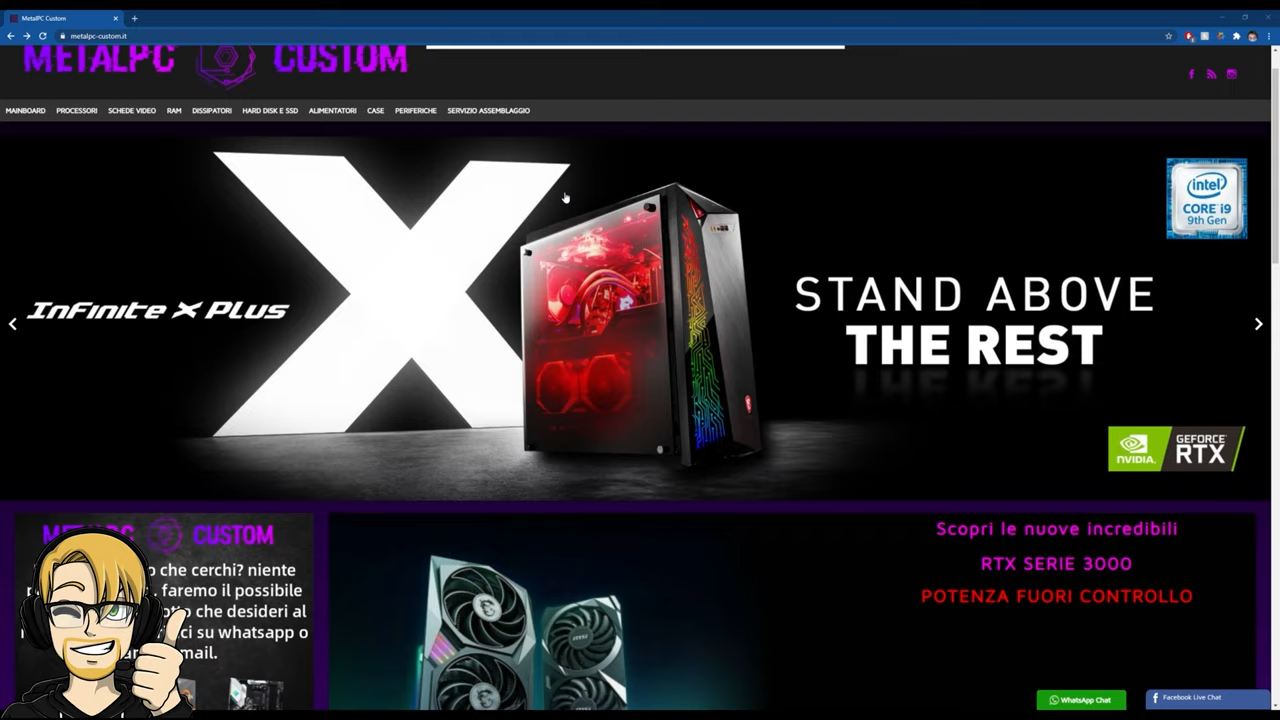 MetalPC Custom
metalpc-custom.it
METALPC CUSTOM
MAINBOARD PROCESSORI SCHEDE VIDEO RAM DISSIPATORI HARD DISK E SSD ALIMENTATORI CASE PERIFERICHE SERVIZIO ASSEMBLAGGIO
intel
CORE i9
9th Gen
Infinite X Plus
STAND ABOVE
THE REST
NVIDIA.
GEFORCE
RTX
CUSTOM
o che cerchi? niente
faremo il possibile
che desideri al
ci su whatsapp o
mail.
Scopri le nuove incredibili
RTX SERIE 3000
POTENZA FUORI CONTROLLO
WhatsApp Chat
Facebook Live Chat